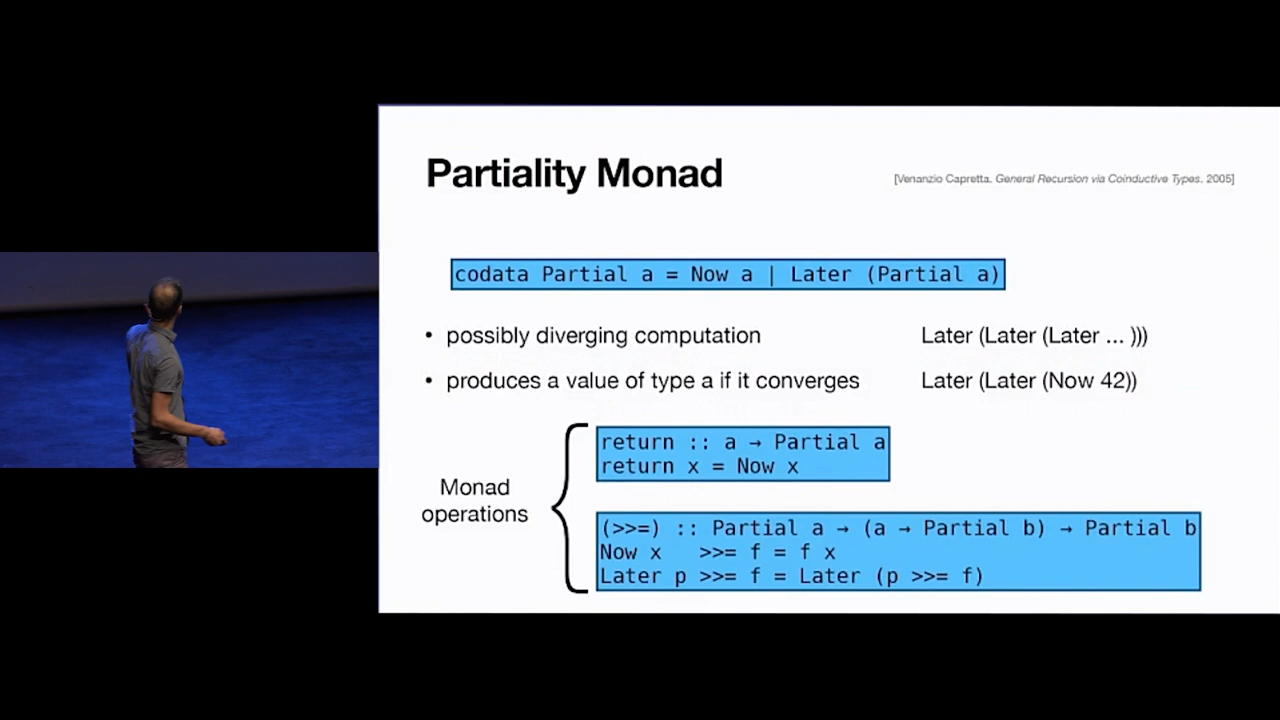 Partiality Monad
[Venanzio Capretta. General Recursion via Coinductive Types. 2005]
codata Partial a = Now a | Later (Partial a)
• possibly diverging computation Later (Later (Later ... )))
• produces a value of type a if it converges Later (Later (Now 42))
Monad
operations
return :: a → Partial a
return x = Now x
(>>=) :: Partial a → (a → Partial b) → Partial b
Now x >>= f = f x
Later p >>= f = Later (p >>= f)